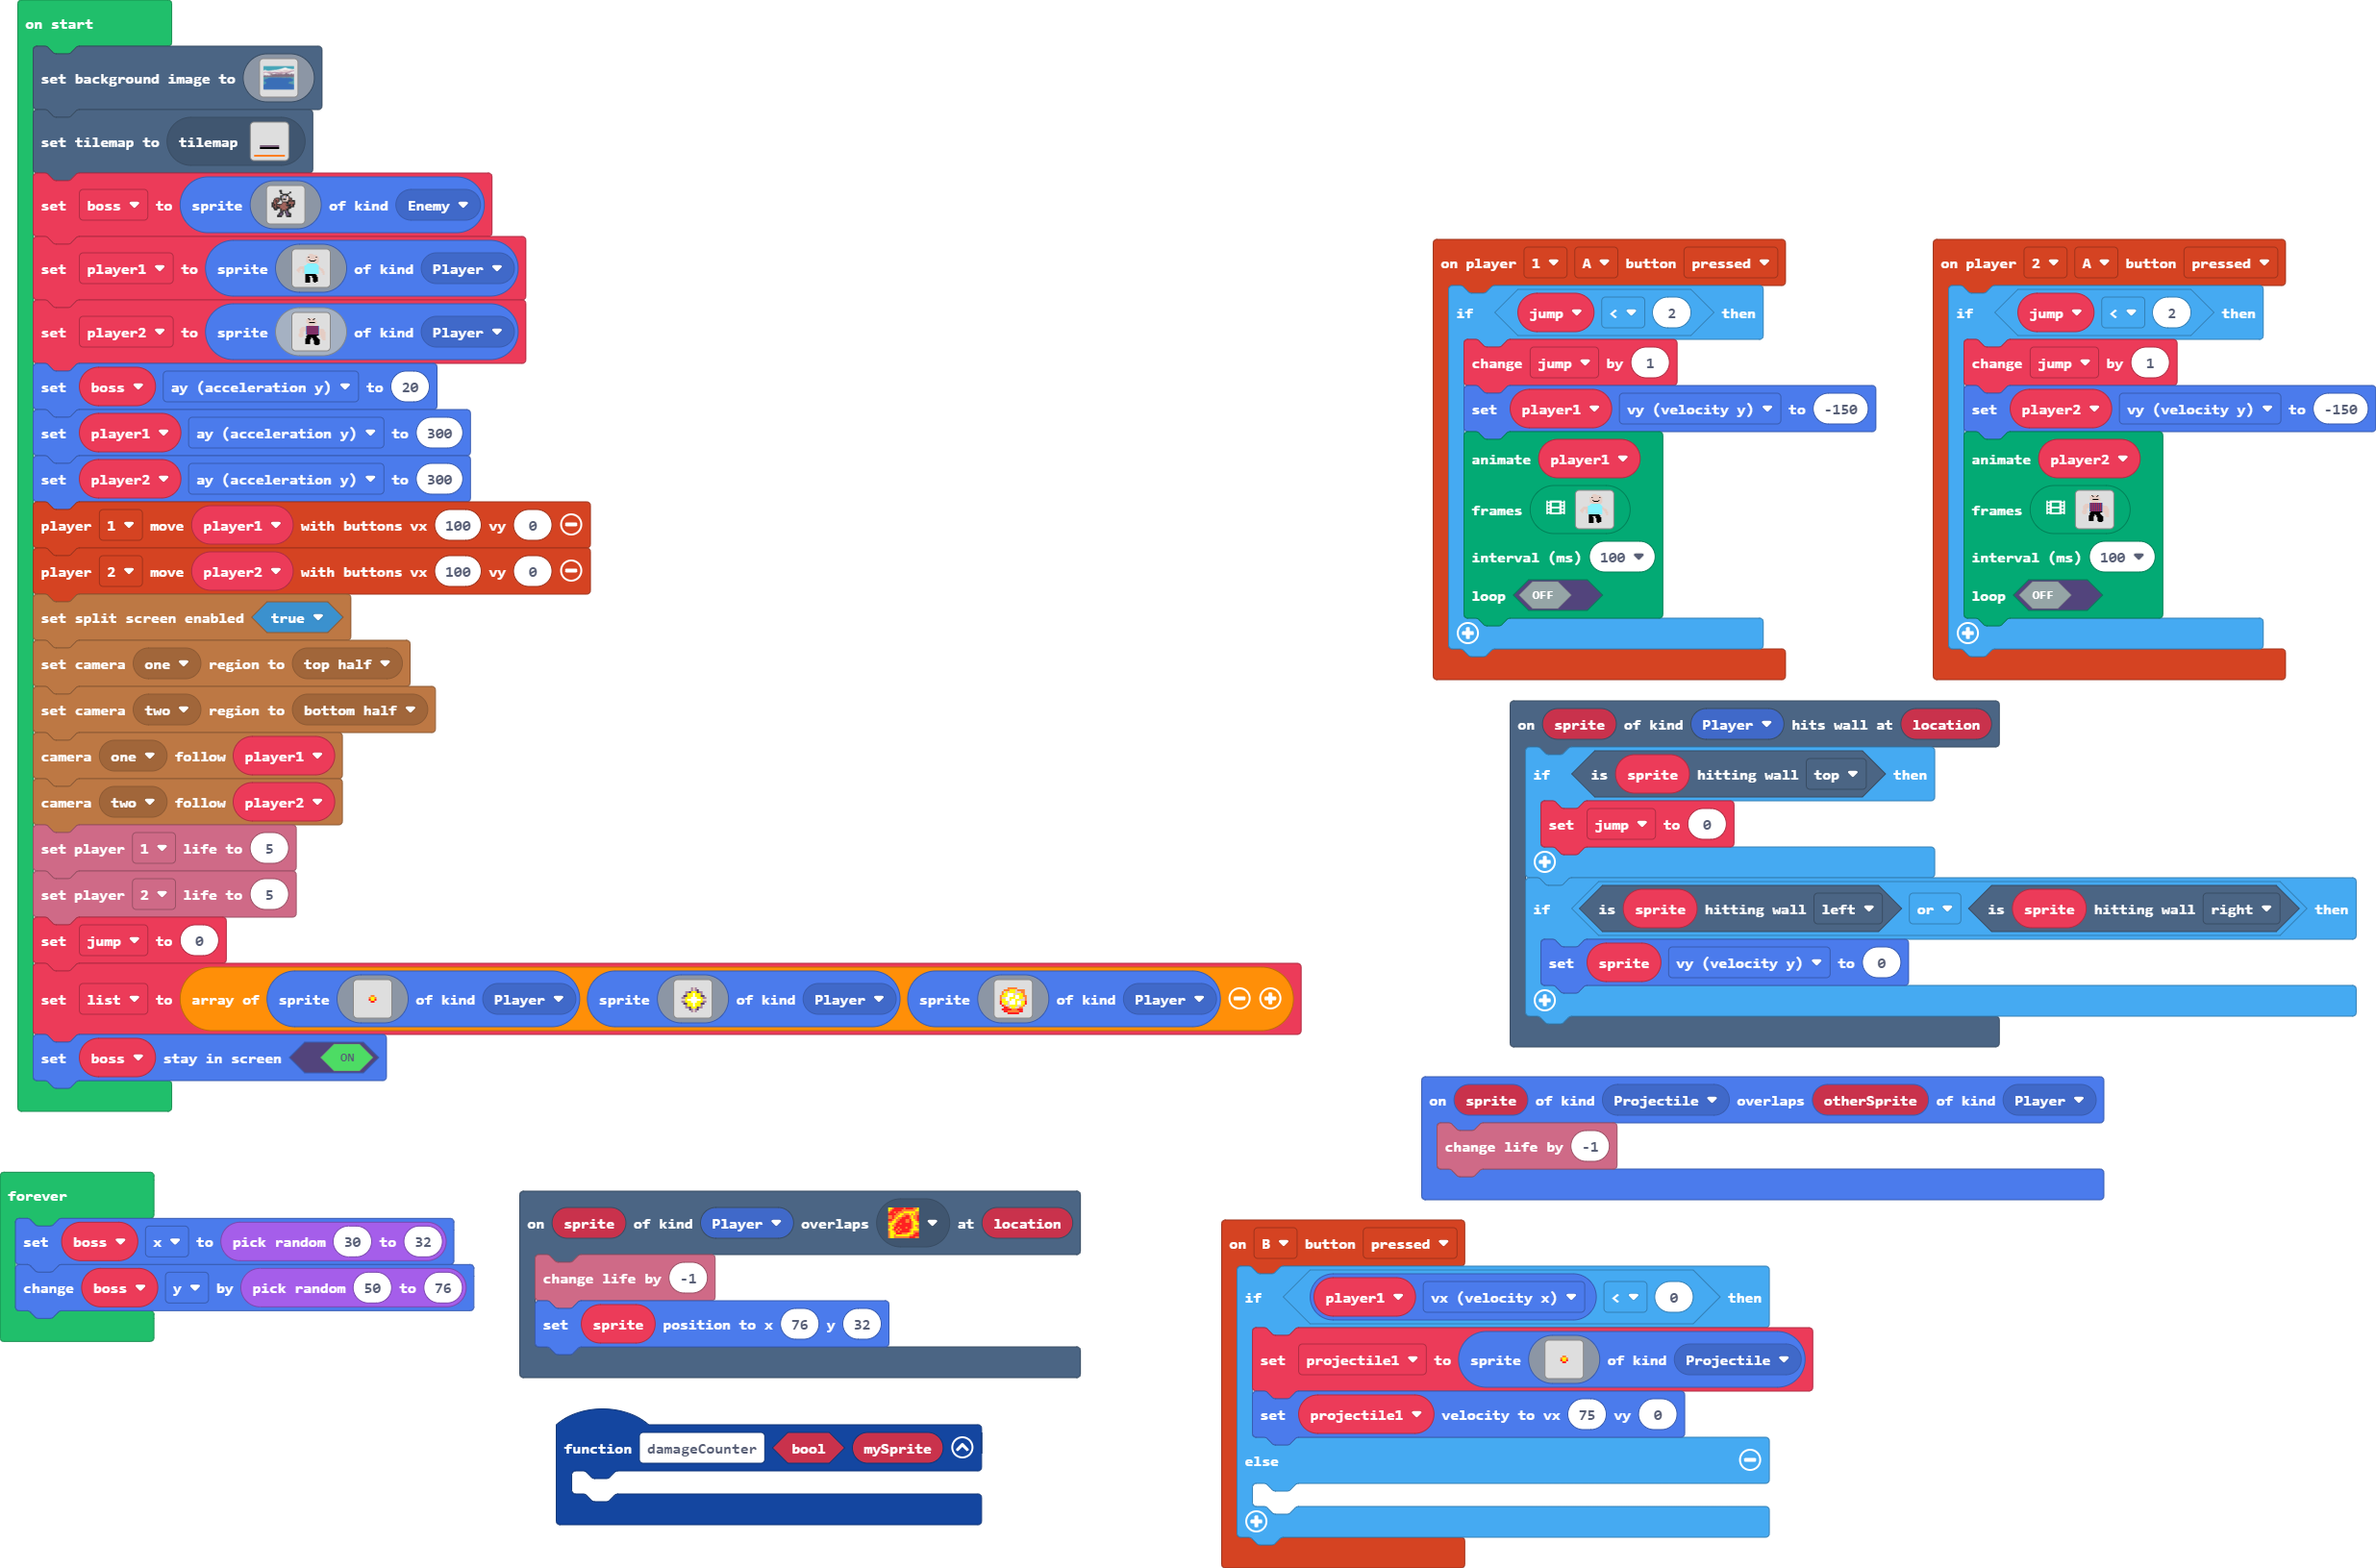 on start
set background image to
set tilemap to tilemap
set boss to sprite of kind Enemy
set player1 to sprite of kind Player
set player2 to sprite of kind Player
set boss ay (acceleration y) to 20
set player1 ay (acceleration y) to 300
set player2 ay (acceleration y) to 300
player 1 move player1 with buttons vx 100 vy 0
player 2 move player2 with buttons vx 100 vy 0
set split screen enabled true
set camera one region to top half
set camera two region to bottom half
camera one follow player1
camera two follow player2
set player 1 life to 5
set player 2 life to 5
set jump to 0
set list to array of sprite of kind Player sprite of kind Player sprite of kind Player
set boss stay in screen ON
on player 1 A button pressed
if jump < 2 then
change jump by 1
set player1 vy (velocity y) to -150
animate player1
frames
interval (ms) 100
loop OFF
on player 2 A button pressed
if jump < 2 then
change jump by 1
set player2 vy (velocity y) to -150
animate player2
frames
interval (ms) 100
loop OFF
on sprite of kind Player hits wall at location
if is sprite hitting wall top then
set jump to 0
if is sprite hitting wall left or is sprite hitting wall right then
set sprite vy (velocity y) to 0
on sprite of kind Projectile overlaps otherSprite of kind Player
change life by -1
forever
set boss x to pick random 30 to 32
change boss y by pick random 50 to 76
on sprite of kind Player overlaps at location
change life by -1
set sprite position to x 76 y 32
function damageCounter bool mySprite
on B button pressed
if player1 vx (velocity x) < 0 then
set projectile1 to sprite of kind Projectile
set projectile1 velocity to vx 75 vy 0
else